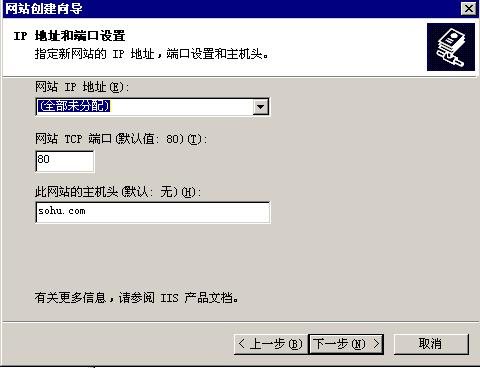 网站创建向导
IP 地址和端口设置
指定新网站的 IP 地址，端口设置和主机头。
网站 IP 地址(E):
(全部未分配)
网站 TCP 端口(默认值: 80)(T):
80
此网站的主机头(默认: 无)(H):
sohu.com
有关更多信息，请参阅 IIS 产品文档。
< 上一步(B) 下一步(N) > 取消